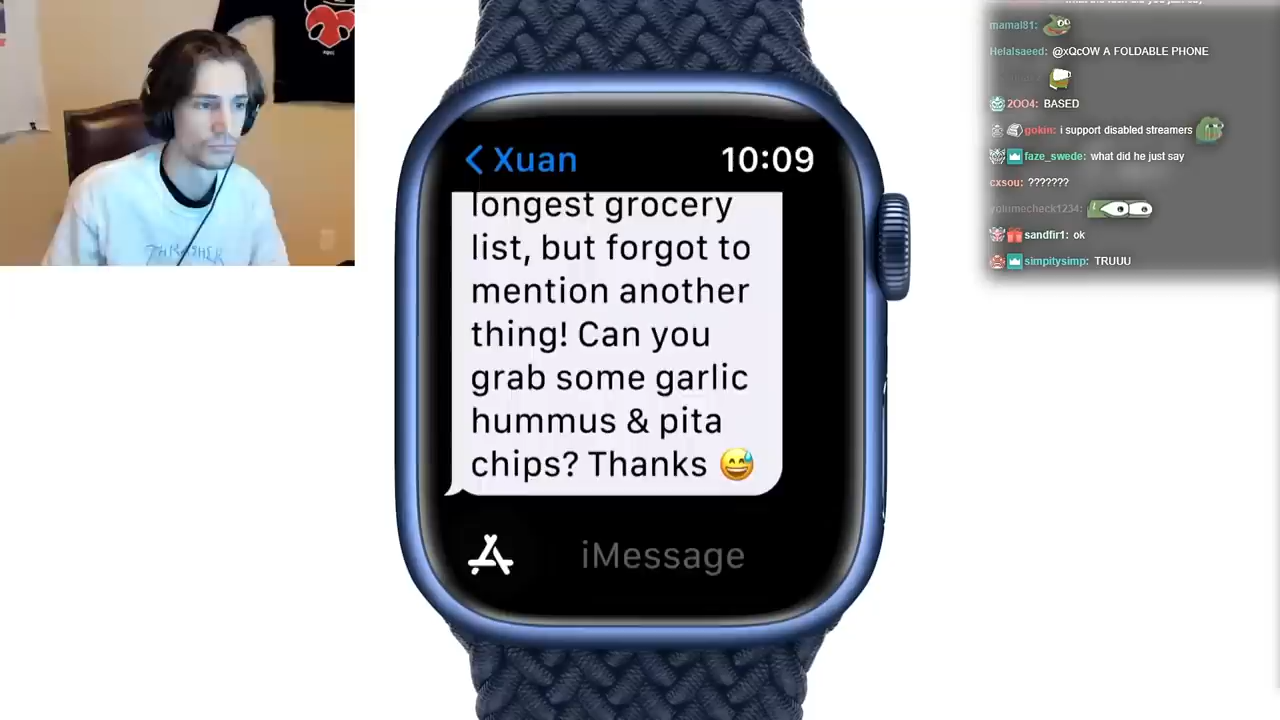 Xuan
10:09
longest grocery
list, but forgot to
mention another
thing! Can you
grab some garlic
hummus & pita
chips? Thanks 😅
iMessage
THRASHER
mamal81:
Helalsaeed: @xQcOW A FOLDABLE PHONE
2OO4: BASED
gokin: i support disabled streamers
faze_swede: what did he just say
cxsou: ???????
volumecheck1234:
sandfir1: ok
simpitysimp: TRUUU